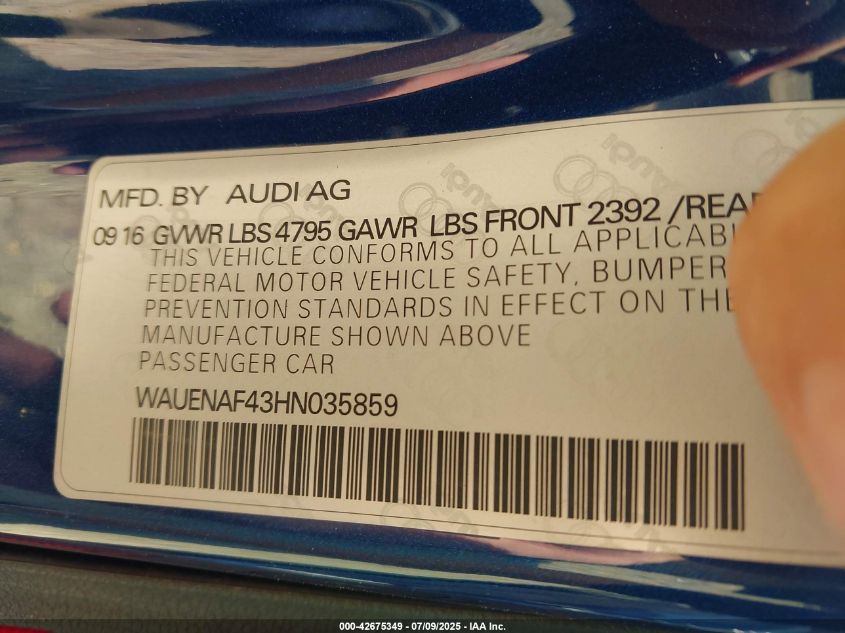 MFD. BY AUDI AG
09 16 GVWR LBS 4795 GAWR LBS FRONT 2392 /REAR
THIS VEHICLE CONFORMS TO ALL
FEDERAL MOTOR VEHICLE SAFETY, BUMPER
PREVENTION STANDARDS IN EFFECT ON THE
MANUFACTURE SHOWN ABOVE
PASSENGER CAR
WAUENAF43HN035859
000-42675349 - 07/09/2025 - IAA Inc.